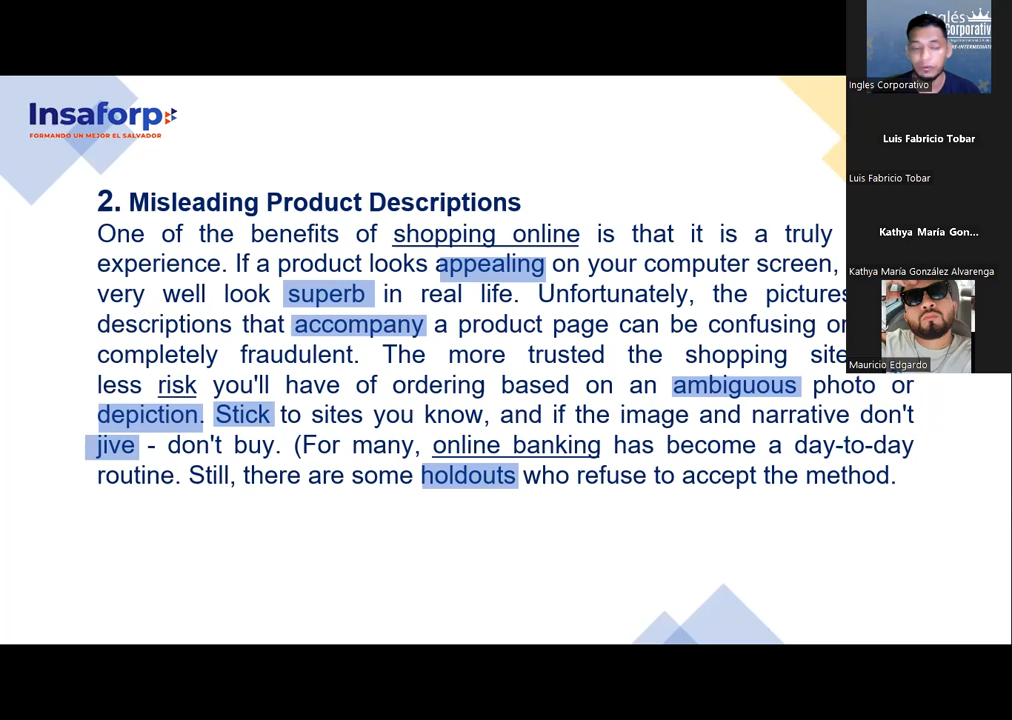 Inglés
Corporativo
RE-INTERMEDIATE
Ingles Corporativo
Insaforp
FORMANDO UN MEJOR EL SALVADOR
Luis Fabricio Tobar
Luis Fabricio Tobar
Kathya María Gon...
Kathya María González Alvarenga
Mauricio Edgardo
2. Misleading Product Descriptions
One of the benefits of shopping online is that it is a truly
experience. If a product looks appealing on your computer screen,
very well look superb in real life. Unfortunately, the pictures
descriptions that accompany a product page can be confusing or
completely fraudulent. The more trusted the shopping site
less risk you'll have of ordering based on an ambiguous photo or
depiction. Stick to sites you know, and if the image and narrative don't
jive - don't buy. (For many, online banking has become a day-to-day
routine. Still, there are some holdouts who refuse to accept the method.